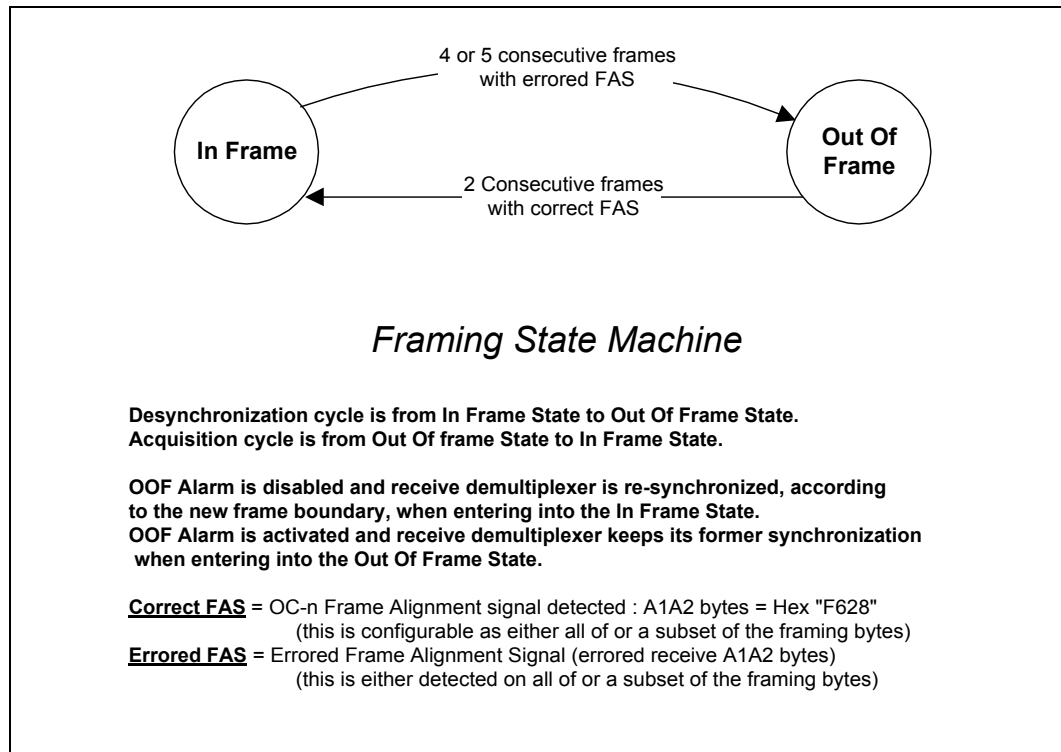 4 or 5 consecutive frames
with errored FAS
In Frame
Out Of
Frame
2 Consecutive frames
with correct FAS
Framing State Machine
Desynchronization cycle is from In Frame State to Out Of Frame State.
Acquisition cycle is from Out Of frame State to In Frame State.
OOF Alarm is disabled and receive demultiplexer is re-synchronized, according
to the new frame boundary, when entering into the In Frame State.
OOF Alarm is activated and receive demultiplexer keeps its former synchronization
when entering into the Out Of Frame State.
Correct FAS = OC-n Frame Alignment signal detected : A1A2 bytes = Hex "F628"
(this is configurable as either all of or a subset of the framing bytes)
Errored FAS = Errored Frame Alignment Signal (errored receive A1A2 bytes)
(this is either detected on all of or a subset of the framing bytes)